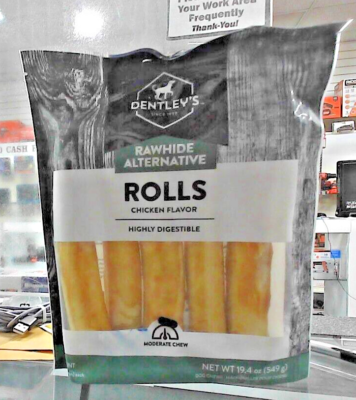 Your Work Area
Frequently
Thank-You!
DENTLEY'S
RAWHIDE
ALTERNATIVE
ROLLS
CHICKEN FLAVOR
HIGHLY DIGESTIBLE
MODERATE CHEW
NET WT 19.4 oz (549g)